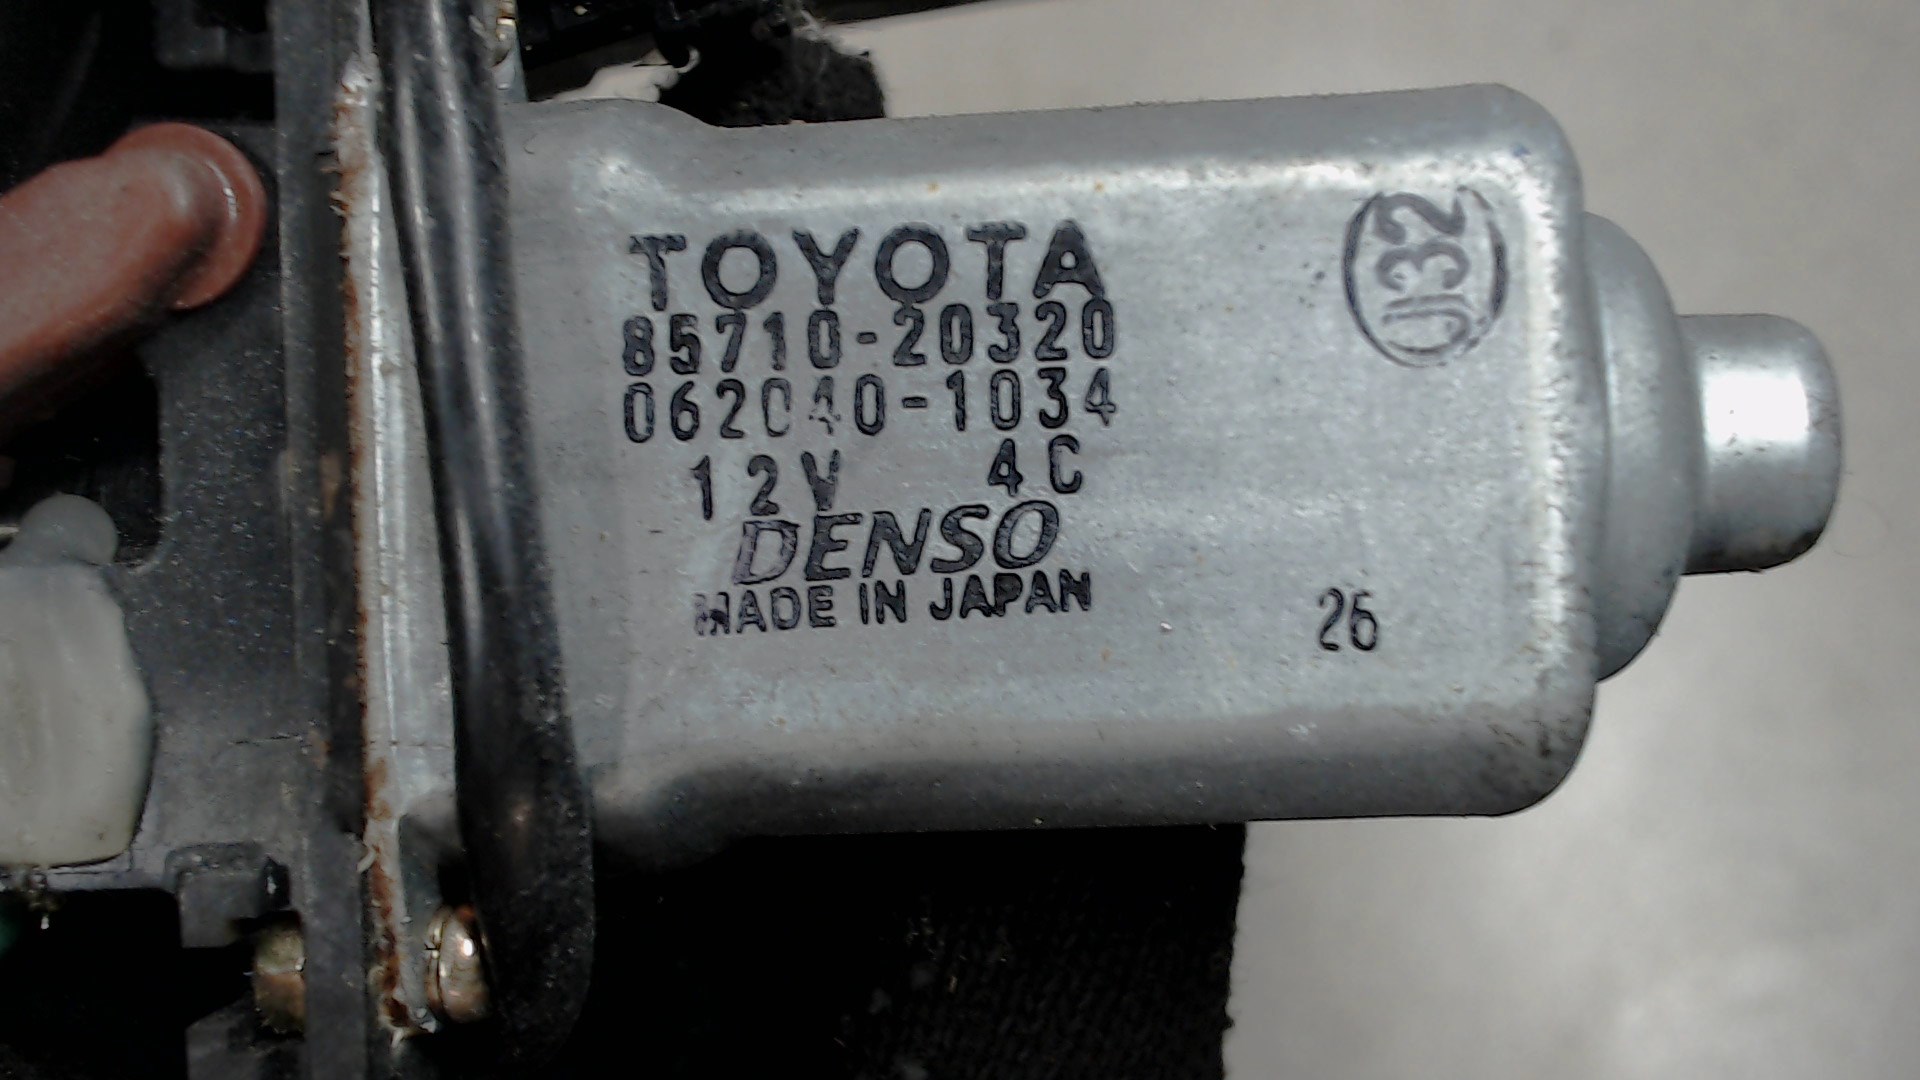 TOYOTA
85710-20320
062040-1034
12V 4C
DENSO
MADE IN JAPAN
J32
26